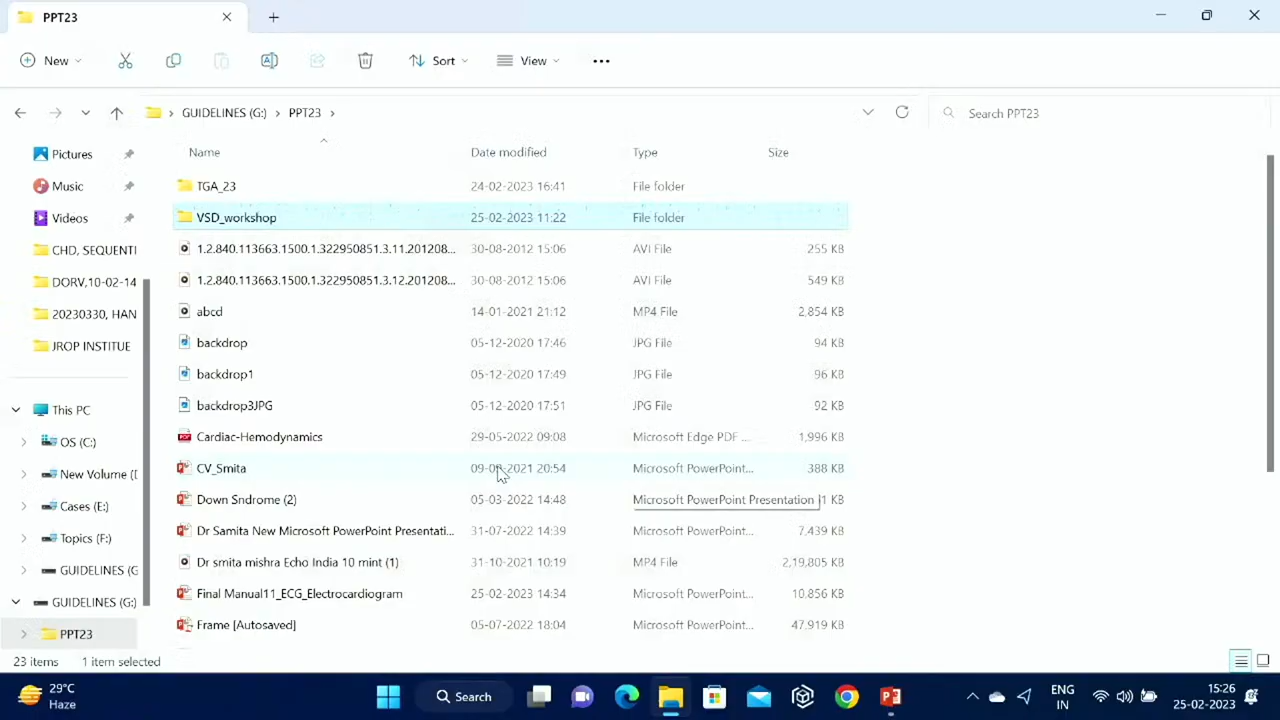 PPT23
New
Sort
View
GUIDELINES (G:) > PPT23 >
Search PPT23
Name Date modified Type Size
Pictures
Music
Videos
CHD, SEQUENTI
DORV,10-02-14
20230330, HAN
JROP INSTITUE
This PC
OS (C:)
New Volume (
Cases (E:)
Topics (F:)
GUIDELINES (G
GUIDELINES (G:)
PPT23
TGA_23 24-02-2023 16:41 File folder
VSD_workshop 25-02-2023 11:22 File folder
1.2.840.113663.1500.1.322950851.3.11.201208... 30-08-2012 15:06 AVI File 255 KB
1.2.840.113663.1500.1.322950851.3.12.201208... 30-08-2012 15:06 AVI File 549 KB
abcd 14-01-2021 21:12 MP4 File 2,854 KB
backdrop 05-12-2020 17:46 JPG File 94 KB
backdrop1 05-12-2020 17:49 JPG File 96 KB
backdrop3JPG 05-12-2020 17:51 JPG File 92 KB
Cardiac-Hemodynamics 29-05-2022 09:08 Microsoft Edge PDF ... 1,996 KB
CV_Smita 20:54 Microsoft PowerPoint... 388 KB
Down Sndrome (2) 05-03-2022 14:48 Microsoft PowerPoint Presentation 1 KB
Dr Samita New Microsoft PowerPoint Presentati... 31-07-2022 14:39 Microsoft PowerPoint... 7,439 KB
Dr smita mishra Echo India 10 mint (1) 31-10-2021 10:19 MP4 File 2,19,805 KB
Final Manual11_ECG_Electrocardiogram 25-02-2023 14:34 Microsoft PowerPoint... 10,856 KB
Frame [Autosaved] 05-07-2022 18:04 Microsoft PowerPoint... 47,919 KB
23 items 1 item selected
29°C
Haze
Search
ENG
IN
15:26
25-02-2023